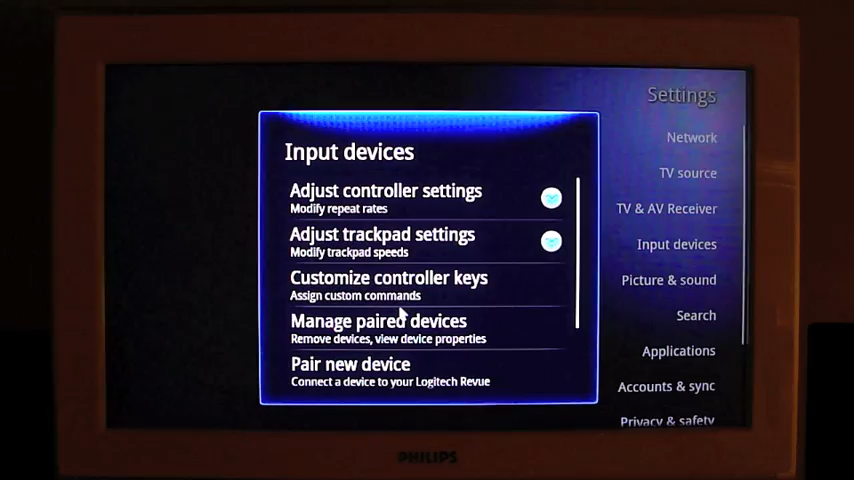 Settings
Input devices
Adjust controller settings
Modify repeat rates
Adjust trackpad settings
Modify trackpad speeds
Customize controller keys
Assign custom commands
Manage paired devices
Remove devices, view device properties
Pair new device
Connect a device to your Logitech Revue
Network
TV source
TV & AV Receiver
Input devices
Picture & sound
Search
Applications
Accounts & sync
Privacy & safety
PHILIPS